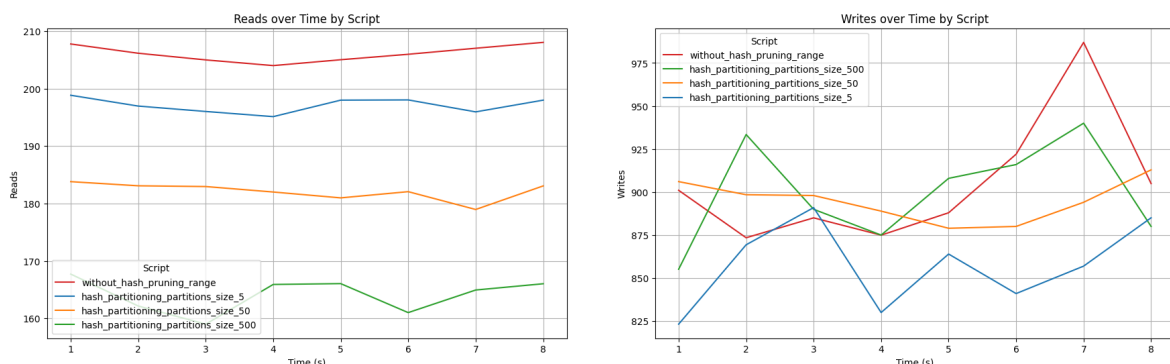 Reads over Time by Script
210
200
190
180
170
160
Reads
Script
without_hash_pruning_range
hash_partitioning_partitions_size_5
hash_partitioning_partitions_size_50
hash_partitioning_partitions_size_500
1 2 3 4 5 6 7 8
Time (s)
Writes over Time by Script
975
950
925
900
875
850
825
Writes
Script
without_hash_pruning_range
hash_partitioning_partitions_size_500
hash_partitioning_partitions_size_50
hash_partitioning_partitions_size_5
1 2 3 4 5 6 7 8
Time (s)